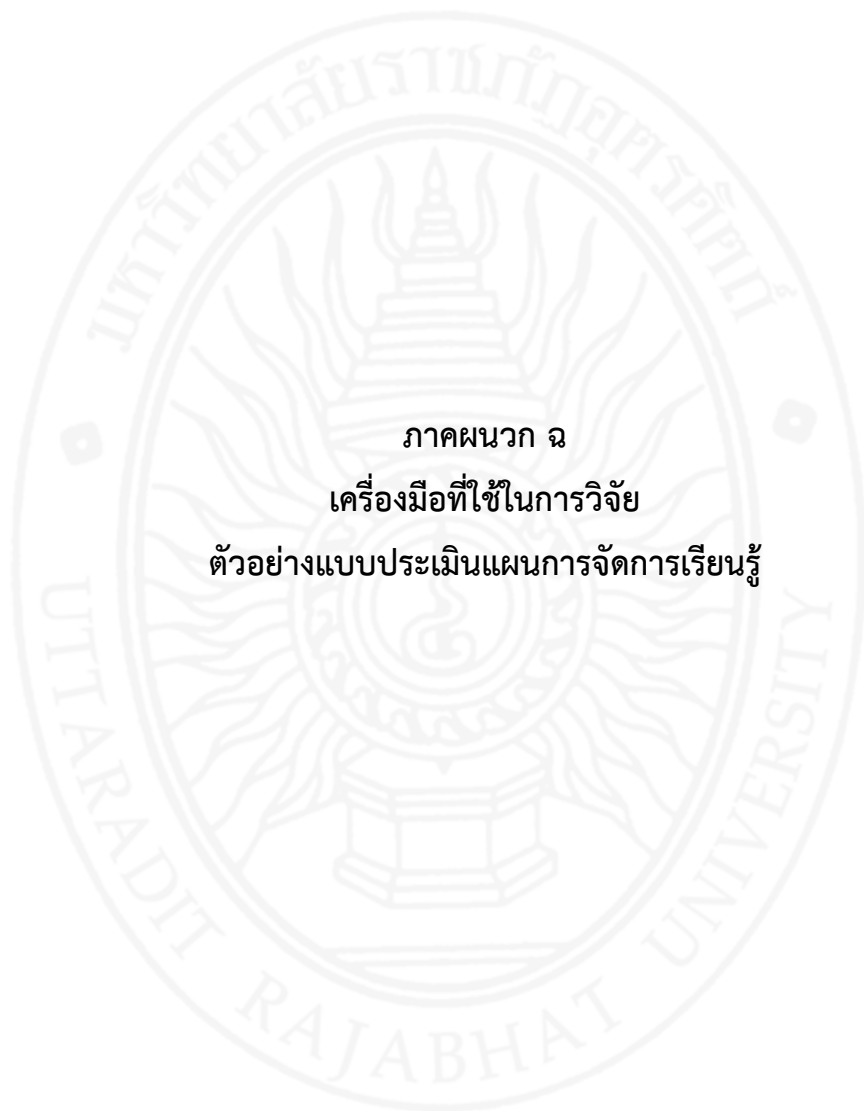 มหาวิทยาลัยราชภัฏอุตรดิตถ์
ภาคผนวก ฉ
เครื่องมือที่ใช้ในการวิจัย
ตัวอย่างแบบประเมินแผนการจัดการเรียนรู้
UTTARADIT RAJABHAT UNIVERSITY